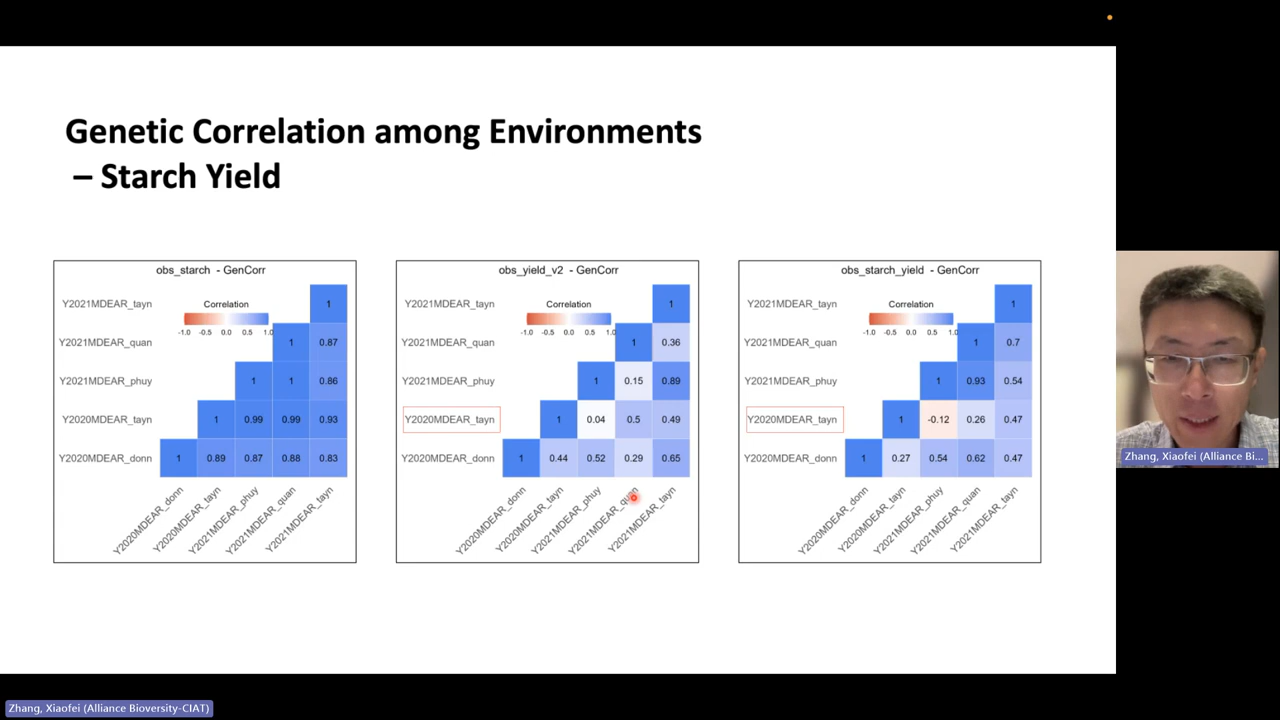 Genetic Correlation among Environments
– Starch Yield
obs_starch - GenCorr
Correlation
-1.0 -0.5 0.0 0.5 1.0
Y2021MDEAR_tayn 1
Y2021MDEAR_quan 1 0.87
Y2021MDEAR_phuy 1 1 0.86
Y2020MDEAR_tayn 1 0.99 0.99 0.93
Y2020MDEAR_donn 1 0.89 0.87 0.88 0.83
Y2020MDEAR_donn
Y2020MDEAR_tayn
Y2021MDEAR_phuy
Y2021MDEAR_quan
Y2021MDEAR_tayn
obs_yield_v2 - GenCorr
Correlation
-1.0 -0.5 0.0 0.5 1.0
Y2021MDEAR_tayn 1
Y2021MDEAR_quan 1 0.36
Y2021MDEAR_phuy 1 0.15 0.89
Y2020MDEAR_tayn 1 0.04 0.5 0.49
Y2020MDEAR_donn 1 0.44 0.52 0.29 0.65
Y2020MDEAR_donn
Y2020MDEAR_tayn
Y2021MDEAR_phuy
Y2021MDEAR_quan
Y2021MDEAR_tayn
obs_starch_yield - GenCorr
Correlation
-1.0 -0.5 0.0 0.5 1.0
Y2021MDEAR_tayn 1
Y2021MDEAR_quan 1 0.7
Y2021MDEAR_phuy 1 0.93 0.54
Y2020MDEAR_tayn 1 -0.12 0.26 0.47
Y2020MDEAR_donn 1 0.27 0.54 0.62 0.47
Y2020MDEAR_donn
Y2020MDEAR_tayn
Y2021MDEAR_phuy
Y2021MDEAR_quan
Y2021MDEAR_tayn
Zhang, Xiaofei (Alliance Bi...
Zhang, Xiaofei (Alliance Bioversity-CIAT)